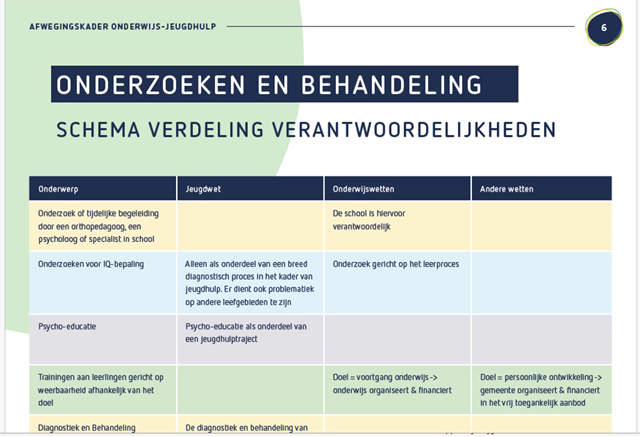 AFWEGINGSKADER ONDERWIJS-JEUGDHULP
6
ONDERZOEKEN EN BEHANDELING
SCHEMA VERDELING VERANTWOORDELIJKHEDEN
Onderwerp
Jeugdwet
Onderwijswetten
Andere wetten
Onderzoek of tijdelijke begeleiding
door een orthopedagoog, een
psycholoog of specialist in school
De school is hiervoor
verantwoordelijk
Onderzoeken voor IQ-bepaling
Alleen als onderdeel van een breed
diagnostisch proces in het kader van
jeugdhulp. Er dient ook problematiek
op andere leefgebieden te zijn
Onderzoek gericht op het leerproces
Psycho-educatie
Psycho-educatie als onderdeel van
een jeugdhulptraject
Trainingen aan leerlingen gericht op
weerbaarheid afhankelijk van het
doel
Doel = voortgang onderwijs ->
onderwijs organiseert & financiert
Doel = persoonlijke ontwikkeling ->
gemeente organiseert & financiert
in het vrij toegankelijk aanbod
Diagnostiek en Behandeling
De diagnostiek en behandeling van